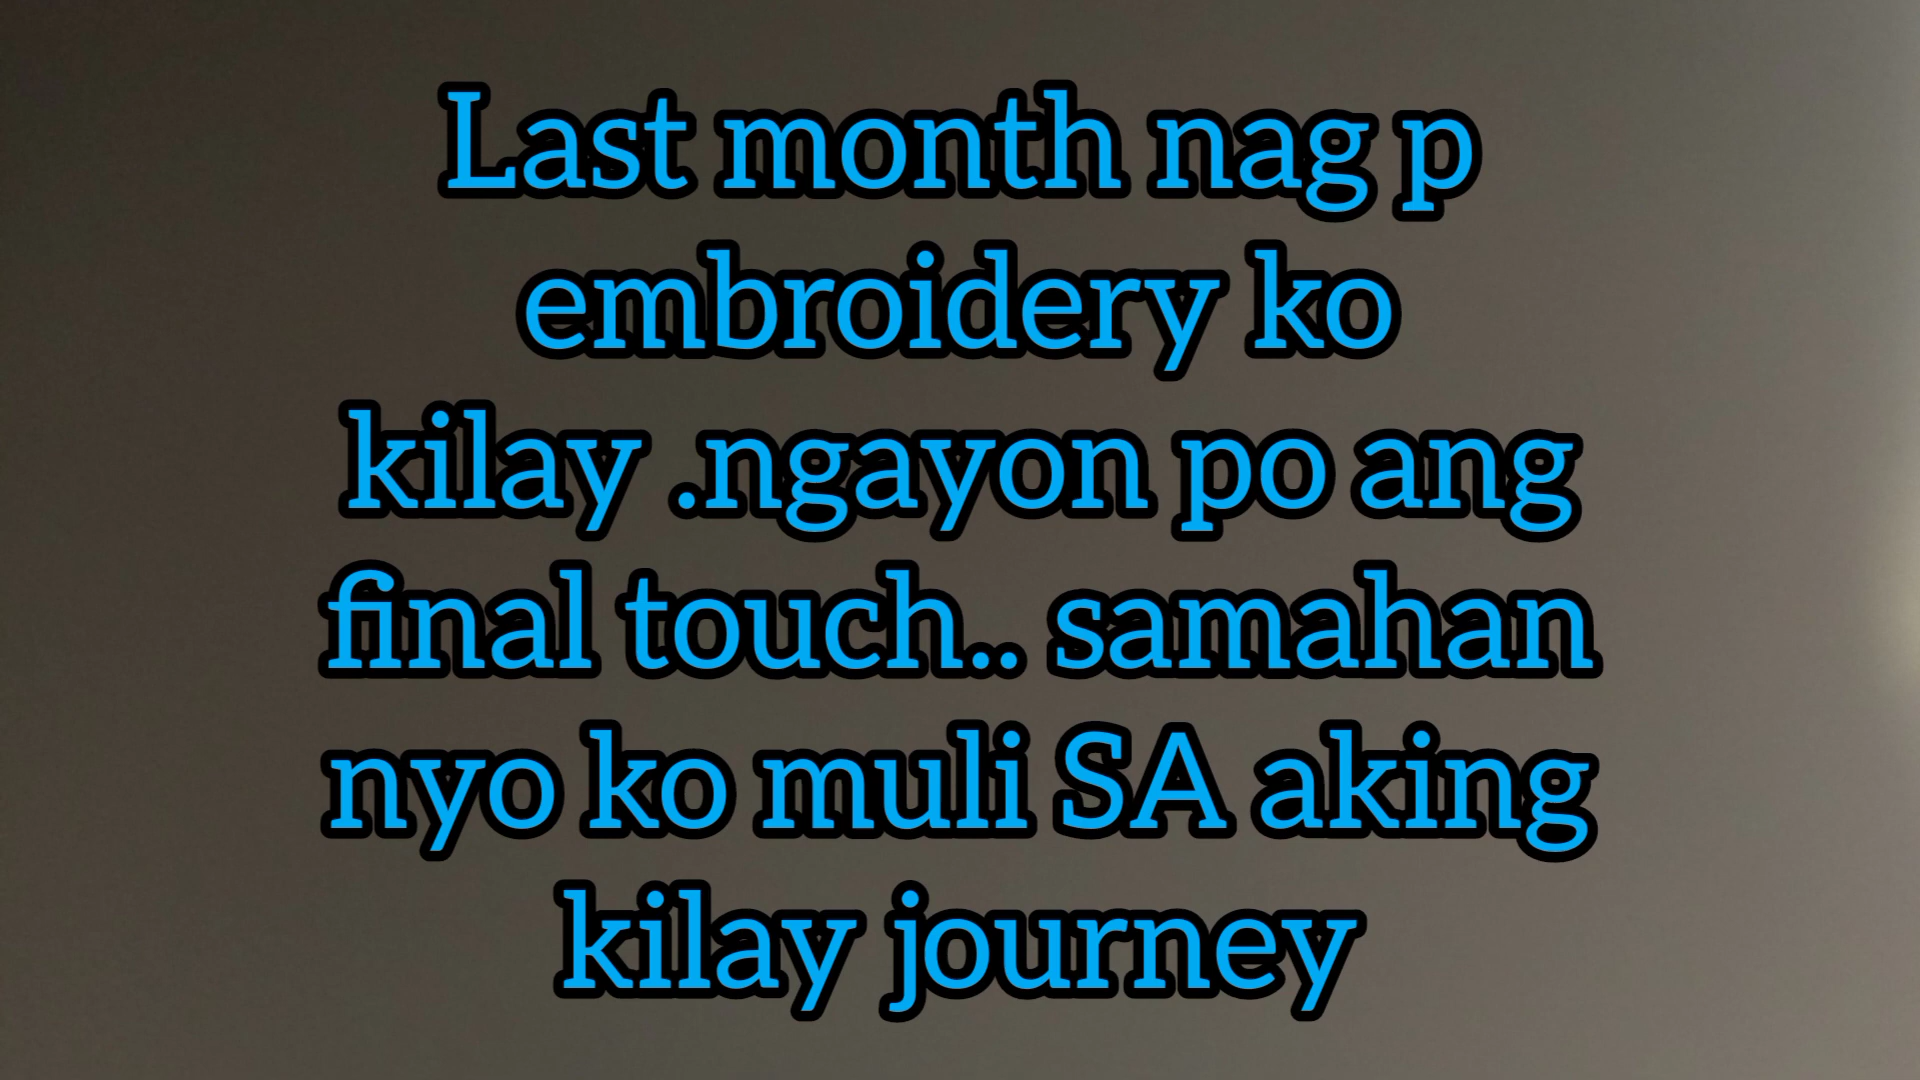 Last month nag p
embroidery ko
kilay .ngayon po ang
final touch.. samahan
nyo ko muli SA aking
kilay journey